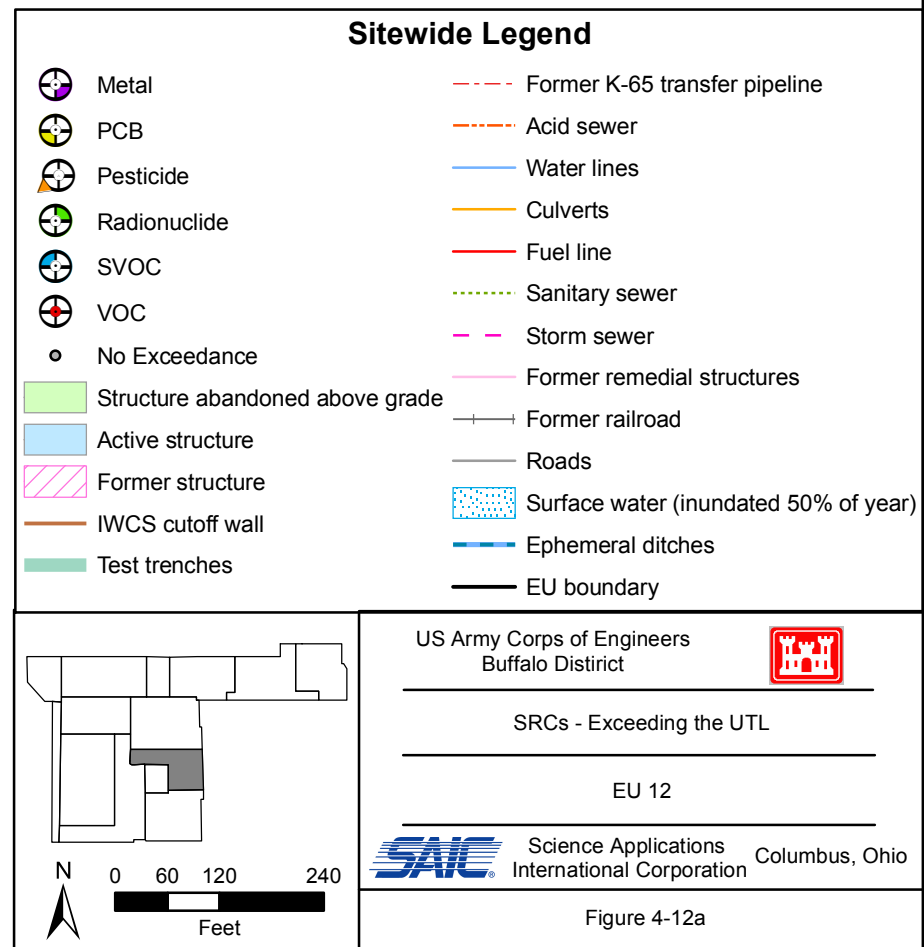 Sitewide Legend
Metal
PCB
Pesticide
Radionuclide
SVOC
VOC
No Exceedance
Structure abandoned above grade
Active structure
Former structure
IWCS cutoff wall
Test trenches
Former K-65 transfer pipeline
Acid sewer
Water lines
Culverts
Fuel line
Sanitary sewer
Storm sewer
Former remedial structures
Former railroad
Roads
Surface water (inundated 50% of year)
Ephemeral ditches
EU boundary
N
0 60 120 240
Feet
US Army Corps of Engineers
Buffalo Distirict
SRCs - Exceeding the UTL
EU 12
SAIC®
Science Applications
International Corporation
Columbus, Ohio
Figure 4-12a